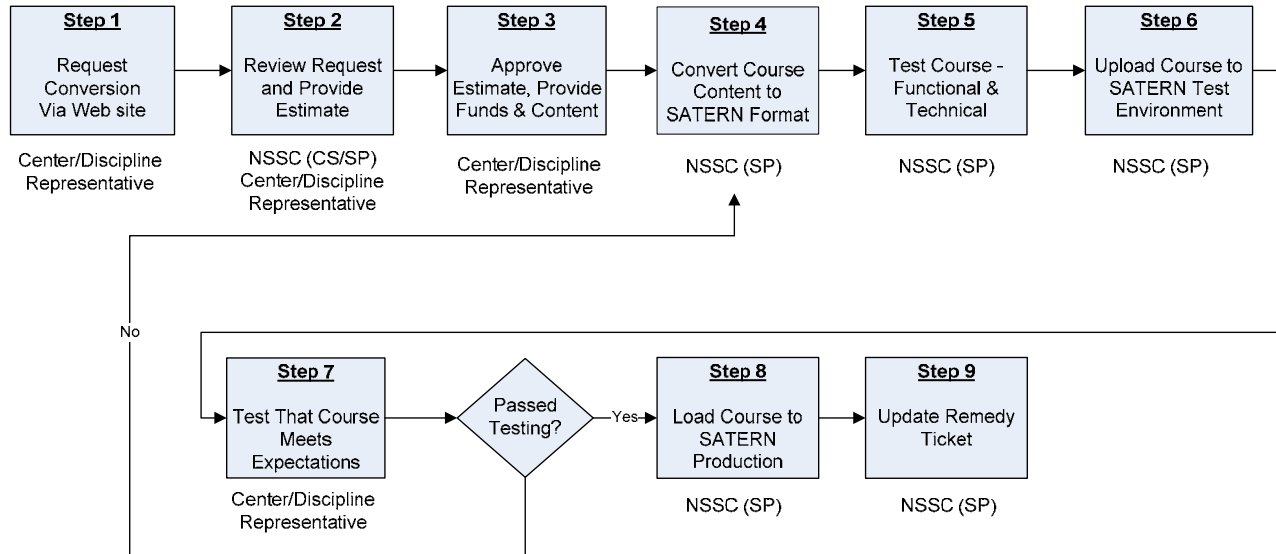 Step 1
Request
Conversion
Via Web site
Center/Discipline
Representative
Step 2
Review Request
and Provide
Estimate
NSSC (CS/SP)
Center/Discipline
Representative
Step 3
Approve
Estimate, Provide
Funds & Content
Center/Discipline
Representative
Step 4
Convert Course
Content to
SATERN Format
NSSC (SP)
Step 5
Test Course -
Functional &
Technical
NSSC (SP)
Step 6
Upload Course to
SATERN Test
Environment
NSSC (SP)
No
Step 7
Test That Course
Meets
Expectations
Center/Discipline
Representative
Passed
Testing?
Yes
Step 8
Load Course to
SATERN
Production
NSSC (SP)
Step 9
Update Remedy
Ticket
NSSC (SP)